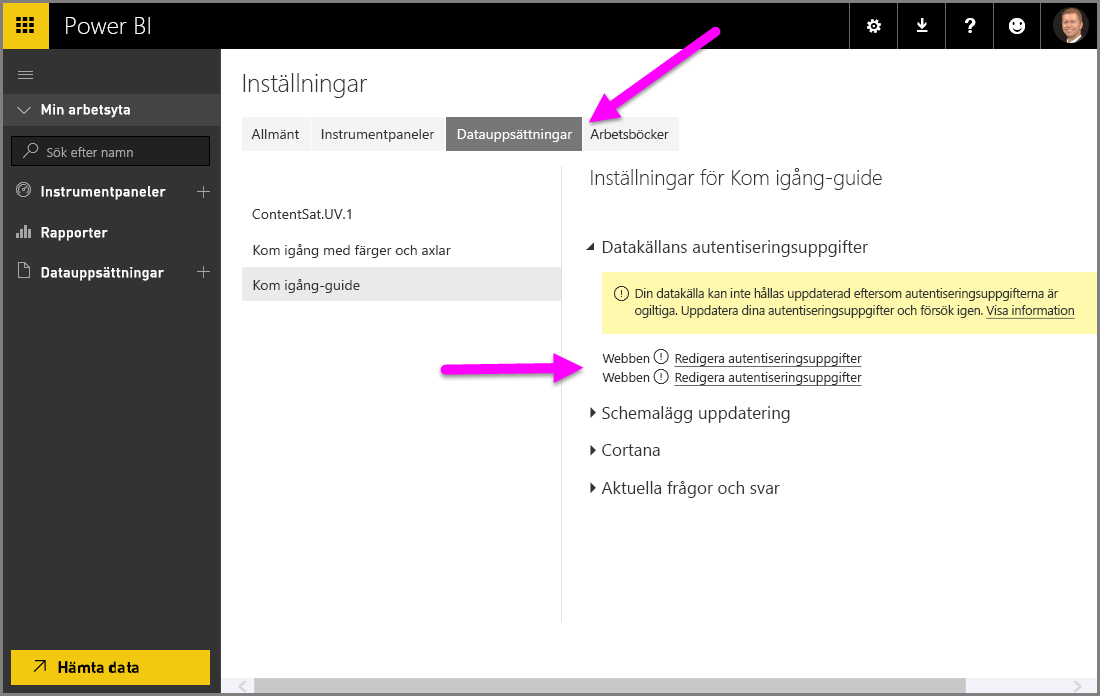 Power BI
?
Min arbetsyta
Sök efter namn
Instrumentpaneler
Rapporter
Datauppsättningar
Hämta data
Inställningar
Allmänt Instrumentpaneler Datauppsättningar Arbetsböcker
ContentSat.UV.1
Kom igång med färger och axlar
Kom igång-guide
Inställningar för Kom igång-guide
Datakällans autentiseringsuppgifter
Din datakälla kan inte hållas uppdaterad eftersom autentiseringsuppgifterna är
ogiltiga. Uppdatera dina autentiseringsuppgifter och försök igen. Visa information
Webben Redigera autentiseringsuppgifter
Webben Redigera autentiseringsuppgifter
Schemalägg uppdatering
Cortana
Aktuella frågor och svar